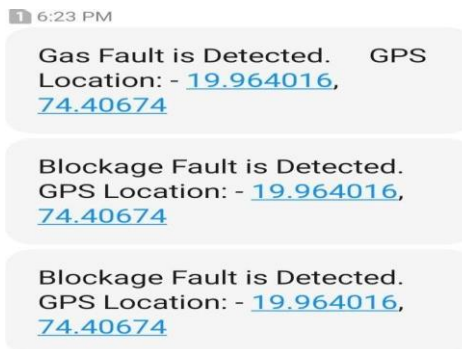 1 6:23 PM
Gas Fault is Detected. GPS
Location: - 19.964016,
74.40674
Blockage Fault is Detected.
GPS Location: - 19.964016,
74.40674
Blockage Fault is Detected.
GPS Location: - 19.964016,
74.40674